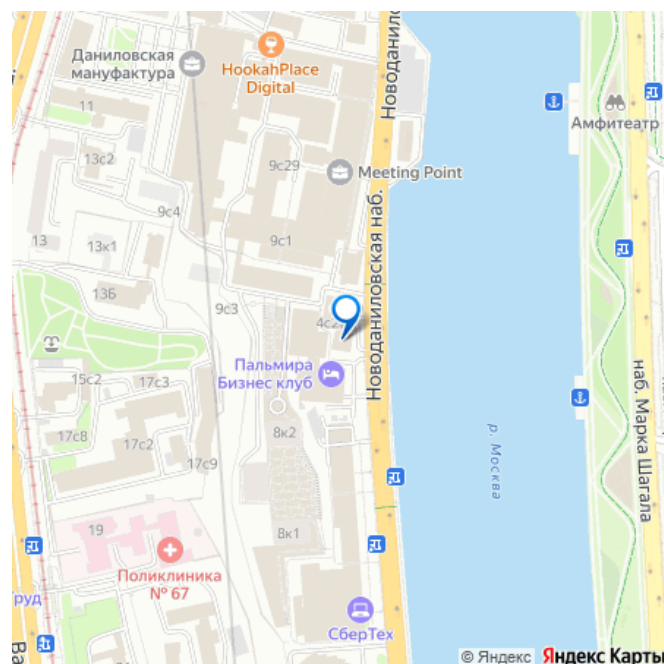 Даниловская
мануфактура
HookahPlace
Digital
11
13с2
9с29
Meeting Point
Амфитеатр
9с4
13
13к1
9с1
Новоданиловская наб.
13Б
9с3
Пальмира
Бизнес клуб
15с2
17с3
17с8
17с2
17с9
8к2
р. Москва
наб. Марка Шагала
19
8к1
Поликлиника
№ 67
СберТех
© Яндекс
Яндекс Карты